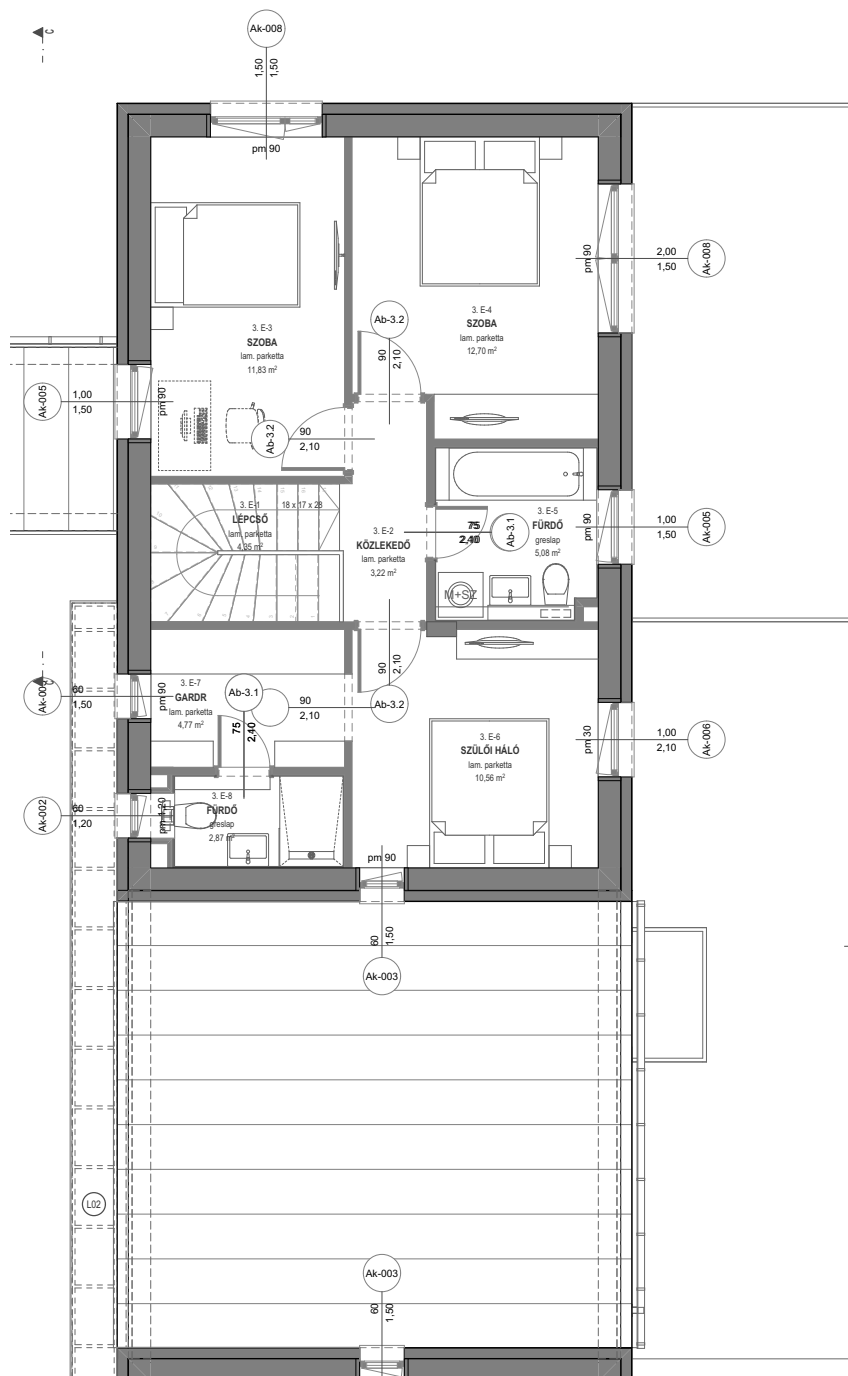 c
Ak-008
1,50
1,50
pm 90
3. E-3
SZOBA
lam. parketta
11,83 m²
3. E-4
SZOBA
lam. parketta
12,70 m²
pm 90
2,00
1,50
Ak-008
Ab-3.2
90
2,10
Ak-005
1,00
1,50
pm 90
Ab-3.2
90
2,10
3. E-1
18 x 17 x 28
LÉPCSŐ
lam. parketta
4,35 m²
3. E-2
KÖZLEKEDŐ
lam. parketta
3,22 m²
75
2,40
Ab-3.1
3. E-5
FÜRDŐ
greslap
5,08 m²
pm 90
1,00
1,50
Ak-005
M+SZ
90
2,10
Ab-3.2
c
60
1,50
pm 90
3. E-7
GARDR
lam. parketta
4,77 m²
Ab-3.1
75
2,40
90
2,10
3. E-6
SZÜLŐI HÁLÓ
lam. parketta
10,56 m²
pm 30
1,00
2,10
Ak-006
Ak-002
60
1,20
pm 1,20
3. E-8
FÜRDŐ
greslap
2,87 m²
pm 90
60
1,50
Ak-003
L02
Ak-003
60
1,50